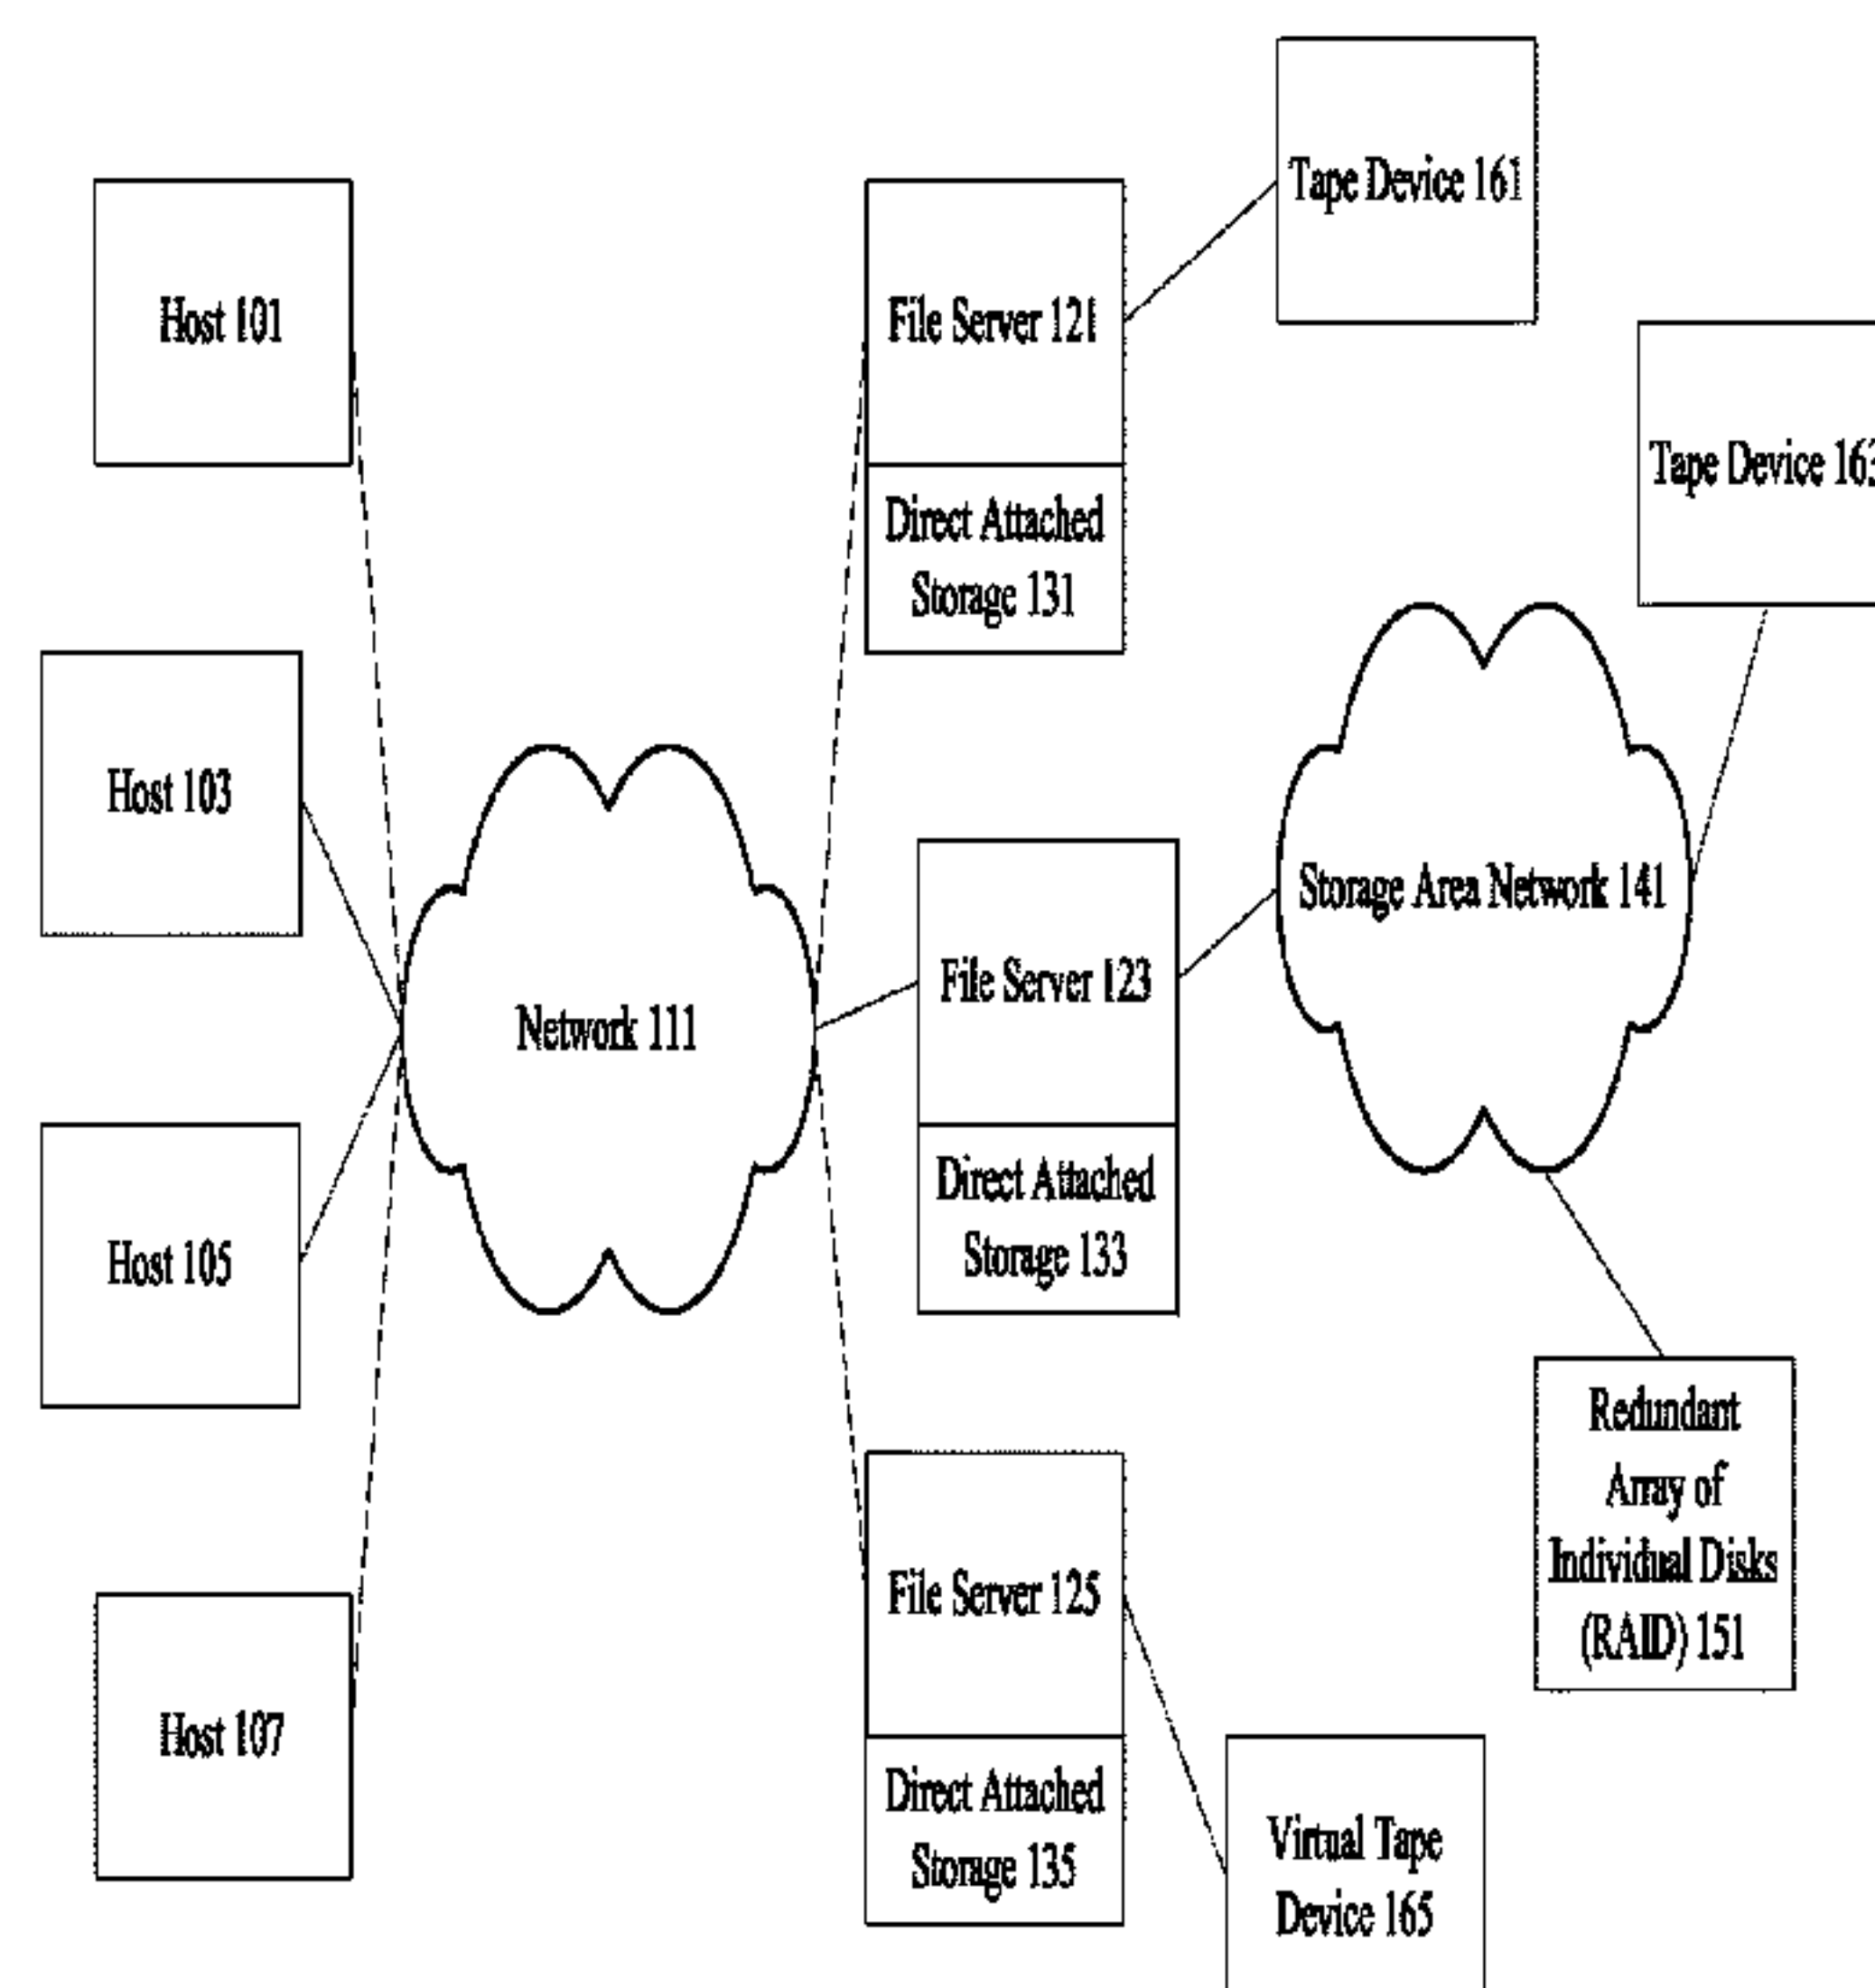 Tape Device 161
Host 101
File Server 121
Tape Device 163
Direct Attached
Storage 131
Host 103
Storage Area Network 141
File Server 123
Network 111
Direct Attached
Storage 133
Host 105
Redundant
Array of
Individual Disks
(RAID) 151
File Server 125
Host 107
Direct Attached
Storage 135
Virtual Tape
Device 165